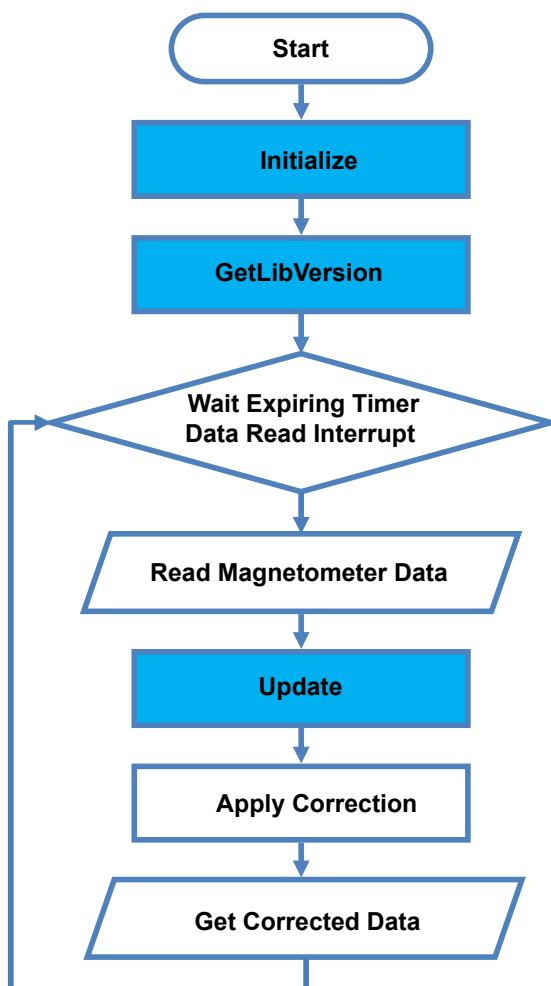 Start
Initialize
GetLibVersion
Wait Expiring Timer
Data Read Interrupt
Read Magnetometer Data
Update
Apply Correction
Get Corrected Data